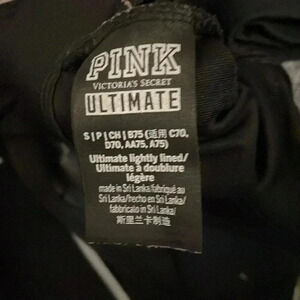 PINK
VICTORIA'S SECRET
ULTIMATE
S | P | CH | B75 (适用 C70,
D70, AA75, A75)
Ultimate lightly lined/
Ultimate à doublure
légère
made in Sri Lanka/fabriqué au
Sri Lanka/hecho en Sri Lanka/
fabbricato in Sri Lanka/
斯里兰卡制造